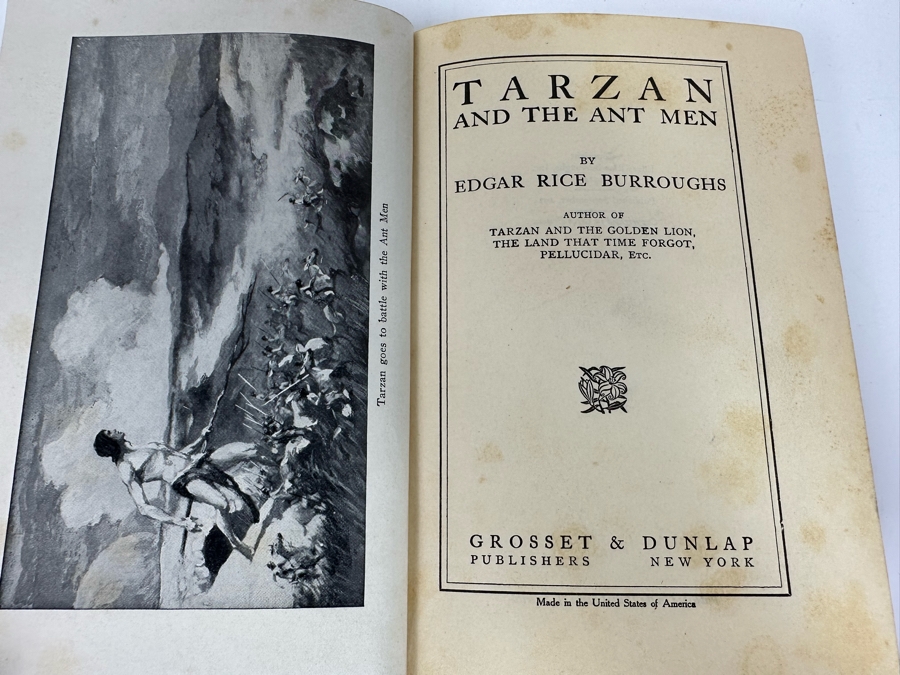 Tarzan goes to battle with the Ant Men
TARZAN
AND THE ANT MEN
BY
EDGAR RICE BURROUGHS
AUTHOR OF
TARZAN AND THE GOLDEN LION,
THE LAND THAT TIME FORGOT,
PELLUCIDAR, ETC.
GROSSET & DUNLAP
PUBLISHERS NEW YORK
Made in the United States of America